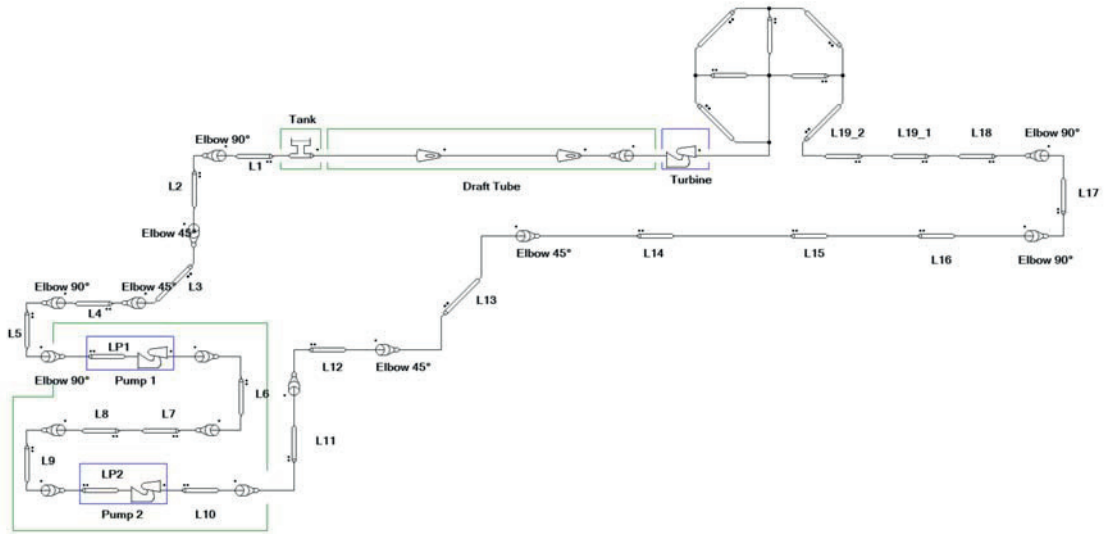 Tank
Elbow 90°
L1
L19_2
L19_1
L18
Elbow 90°
L2
Draft Tube
Turbine
L17
Elbow 45°
Elbow 45°
L14
L15
L16
Elbow 90°
Elbow 90°
Elbow 45°
L3
L4
L13
L5
LP1
L12
Elbow 45°
Elbow 90°
Pump 1
L6
L8
L7
L11
L9
LP2
Pump 2
L10